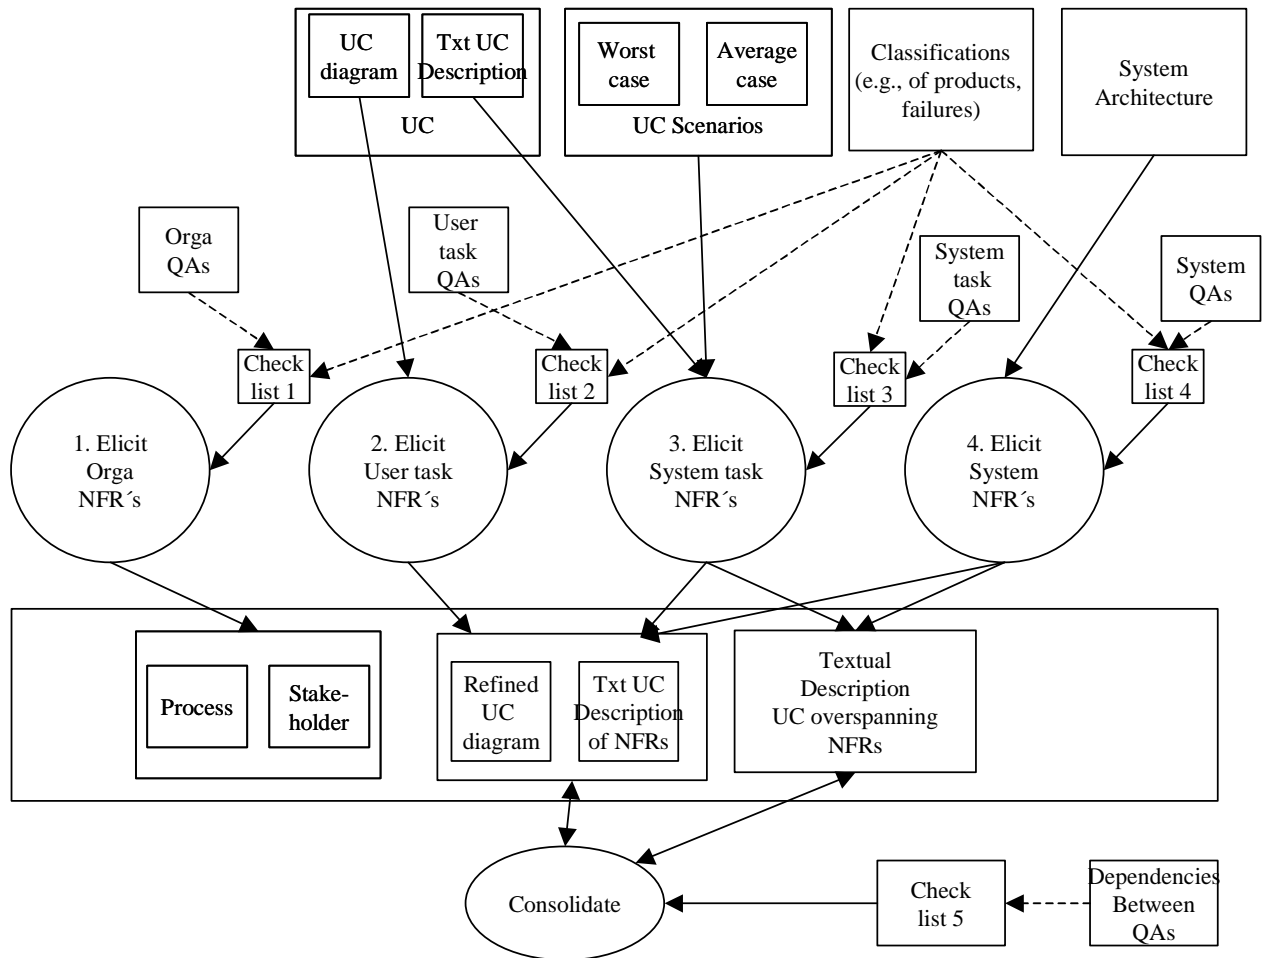 UC
diagram
Txt UC
Description
UC
Worst
case
Average
case
UC Scenarios
Classifications
(e.g., of products,
failures)
System
Architecture
Orga
QAs
User
task
QAs
System
task
QAs
System
QAs
Check
list 1
Check
list 2
Check
list 3
Check
list 4
1. Elicit
Orga
NFR´s
2. Elicit
User task
NFR´s
3. Elicit
System task
NFR´s
4. Elicit
System
NFR´s
Process
Stake-
holder
Refined
UC
diagram
Txt UC
Description
of NFRs
Textual
Description
UC overspanning
NFRs
Consolidate
Check
list 5
Dependencies
Between
QAs